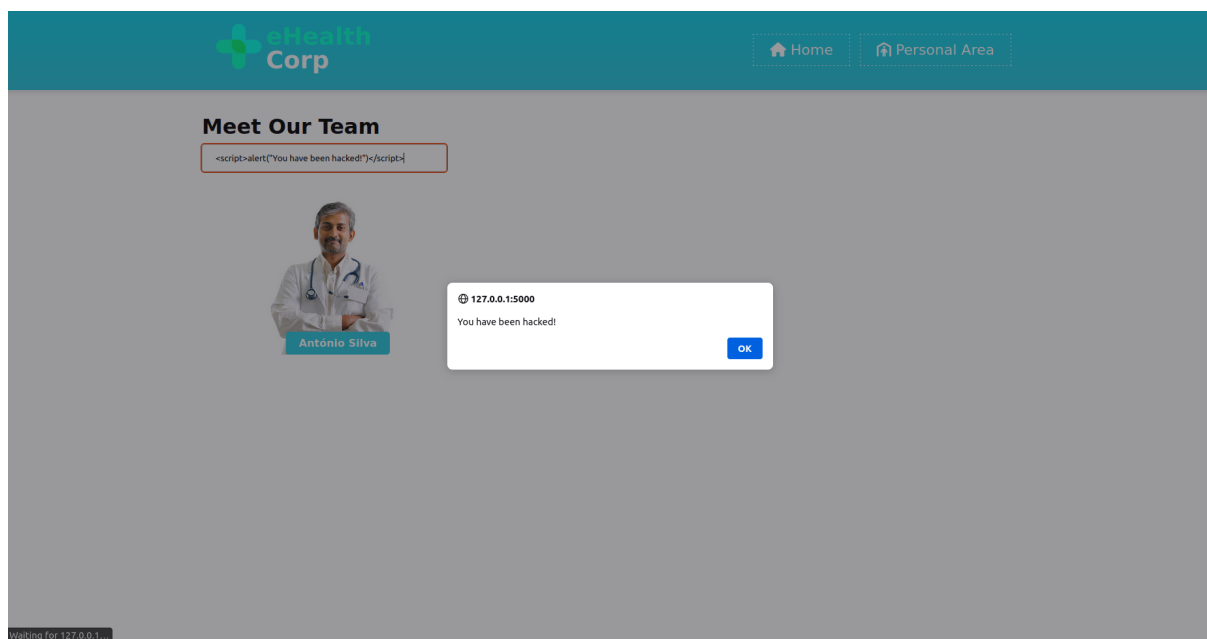 eHealth
Corp
Home
Personal Area
Meet Our Team
<script>alert("You have been hacked!")</script>
127.0.0.1:5000
You have been hacked!
OK
António Silva
Waiting for 127.0.0.1...